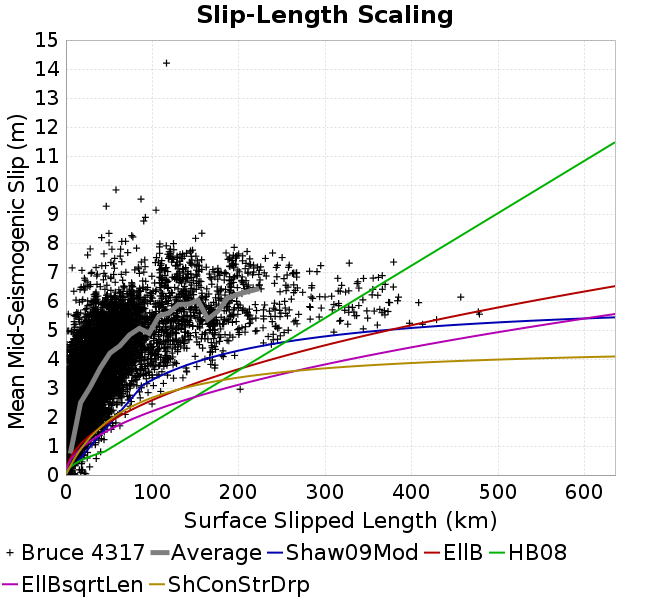 Slip-Length Scaling
Mean Mid-Seismogenic Slip (m)
15
14
13
12
11
10
9
8
7
6
5
4
3
2
1
0
0 100 200 300 400 500 600
Surface Slipped Length (km)
Bruce 4317 Average Shaw09Mod EllB HB08
EllBsqrtLen ShConStrDrp